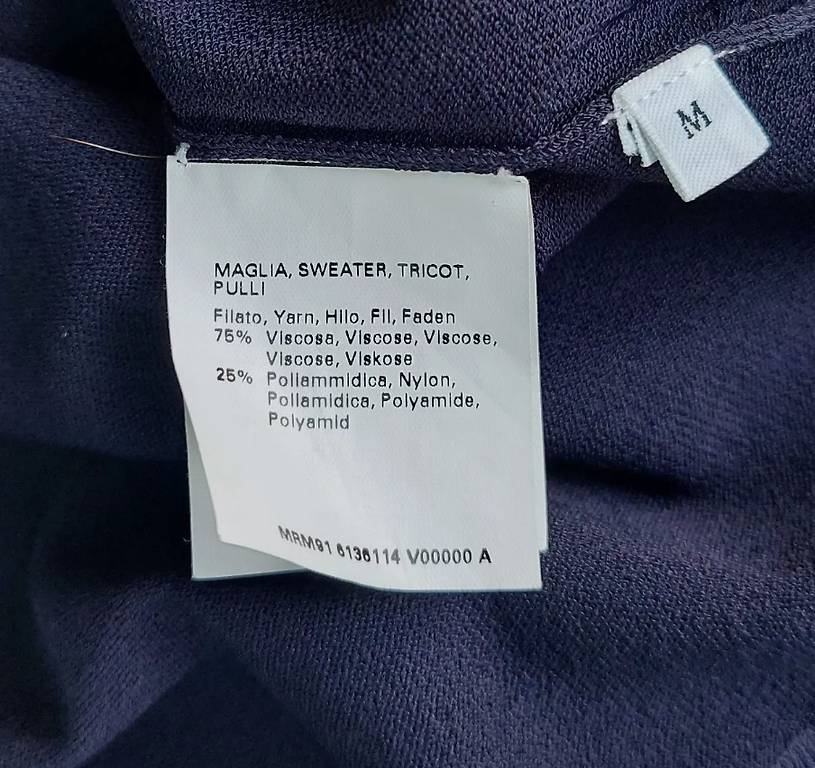 M
MAGLIA, SWEATER, TRICOT,
PULLI
Filato, Yarn, Hilo, Fil, Faden
75% Viscosa, Viscose, Viscose,
Viscose, Viskose
25% Poliammidica, Nylon,
Poliamidica, Polyamide,
Polyamid
MRM91 6136114 V00000 A